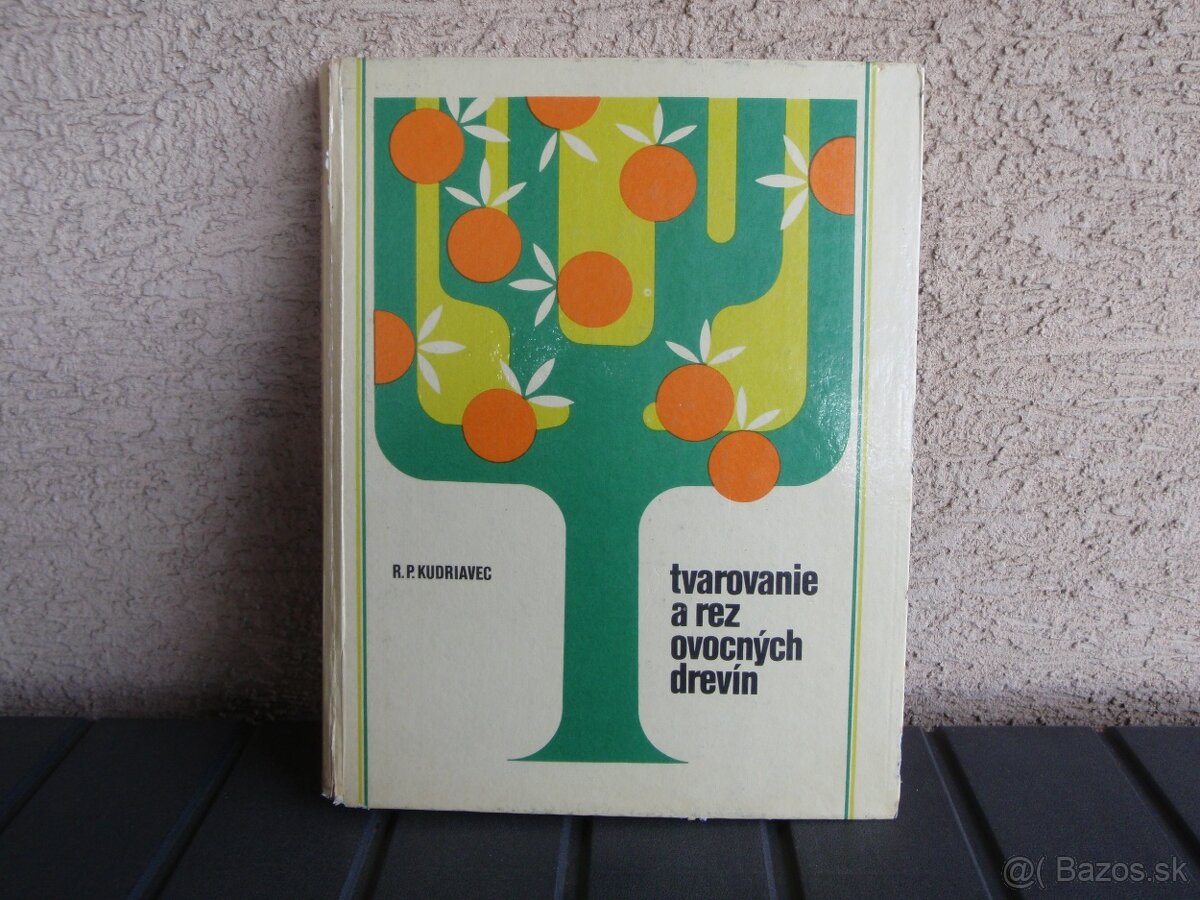 R.P. KUDRIAVEC
tvarovanie
a rez
ovocných
drevín
@( Bazos.sk